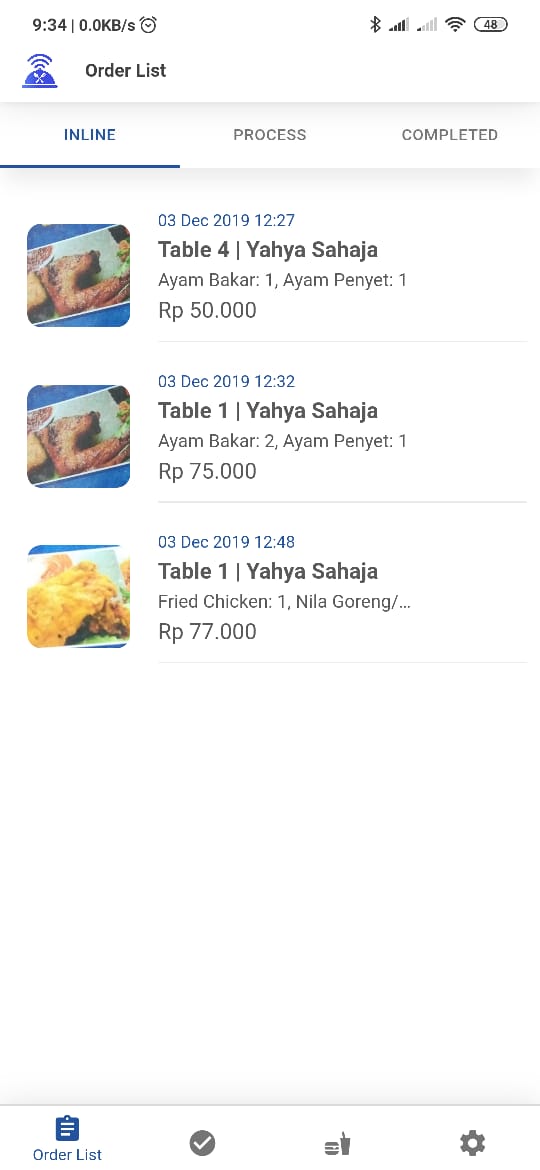 9:34 | 0.0KB/s
48
Order List
INLINE PROCESS COMPLETED
03 Dec 2019 12:27
Table 4 | Yahya Sahaja
Ayam Bakar: 1, Ayam Penyet: 1
Rp 50.000
03 Dec 2019 12:32
Table 1 | Yahya Sahaja
Ayam Bakar: 2, Ayam Penyet: 1
Rp 75.000
03 Dec 2019 12:48
Table 1 | Yahya Sahaja
Fried Chicken: 1, Nila Goreng/...
Rp 77.000
Order List